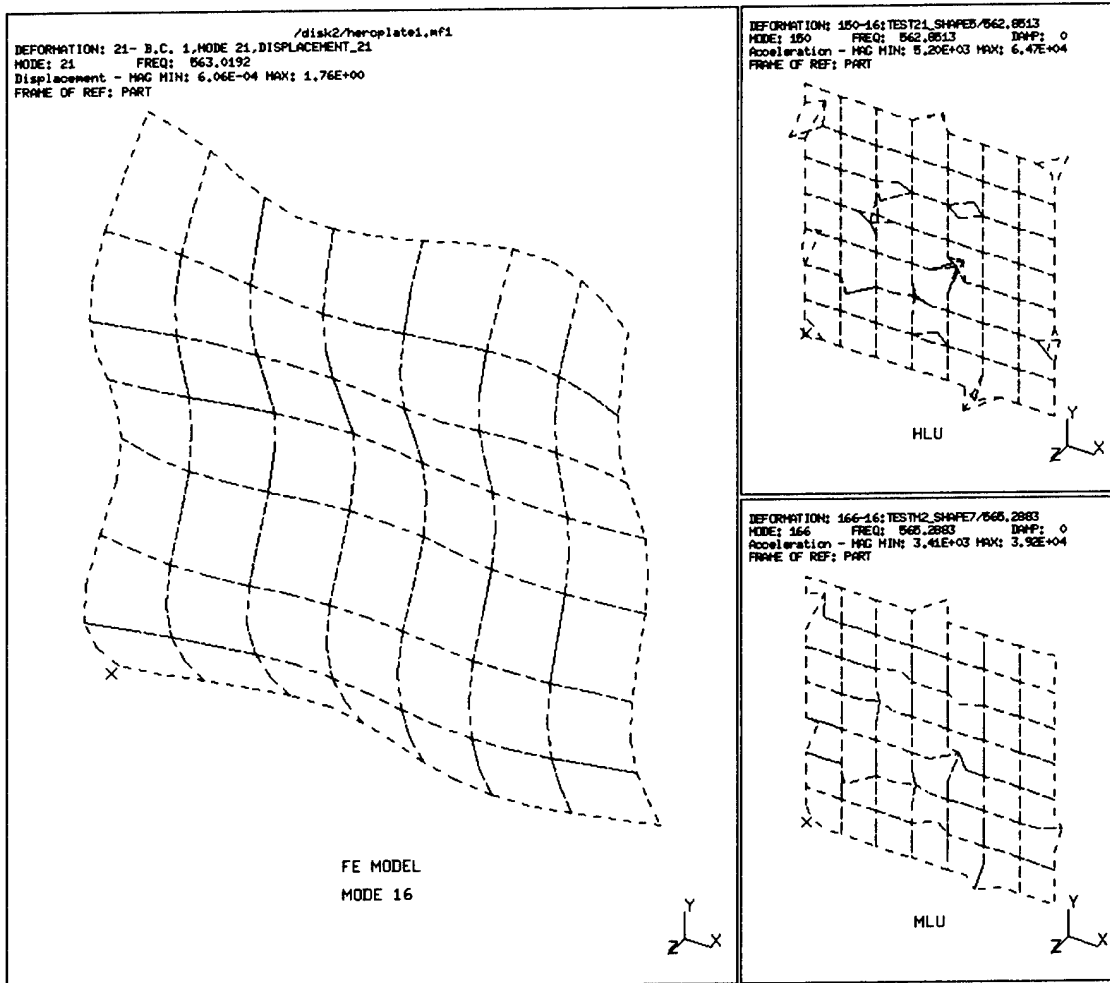 /disk2/heroplate1.mf1
DEFORMATION: 21- B.C. 1,MODE 21,DISPLACEMENT_21
MODE: 21 FREQ: 563.0192
Displacement - MAG MIN: 6.06E-04 MAX: 1.76E+00
FRAME OF REF: PART
FE MODEL
MODE 16
Y
Z X
DEFORMATION: 150-16:TEST21_SHAPE5/562.8513
MODE: 150 FREQ: 562.8513 DAMP: 0
Acceleration - MAG MIN: 5.20E+03 MAX: 6.47E+04
FRAME OF REF: PART
HLU
Y
Z X
DEFORMATION: 166-16:TESTM2_SHAPE7/565.2883
MODE: 166 FREQ: 565.2883 DAMP: 0
Acceleration - MAG MIN: 3.41E+03 MAX: 3.92E+04
FRAME OF REF: PART
MLU
Y
Z X